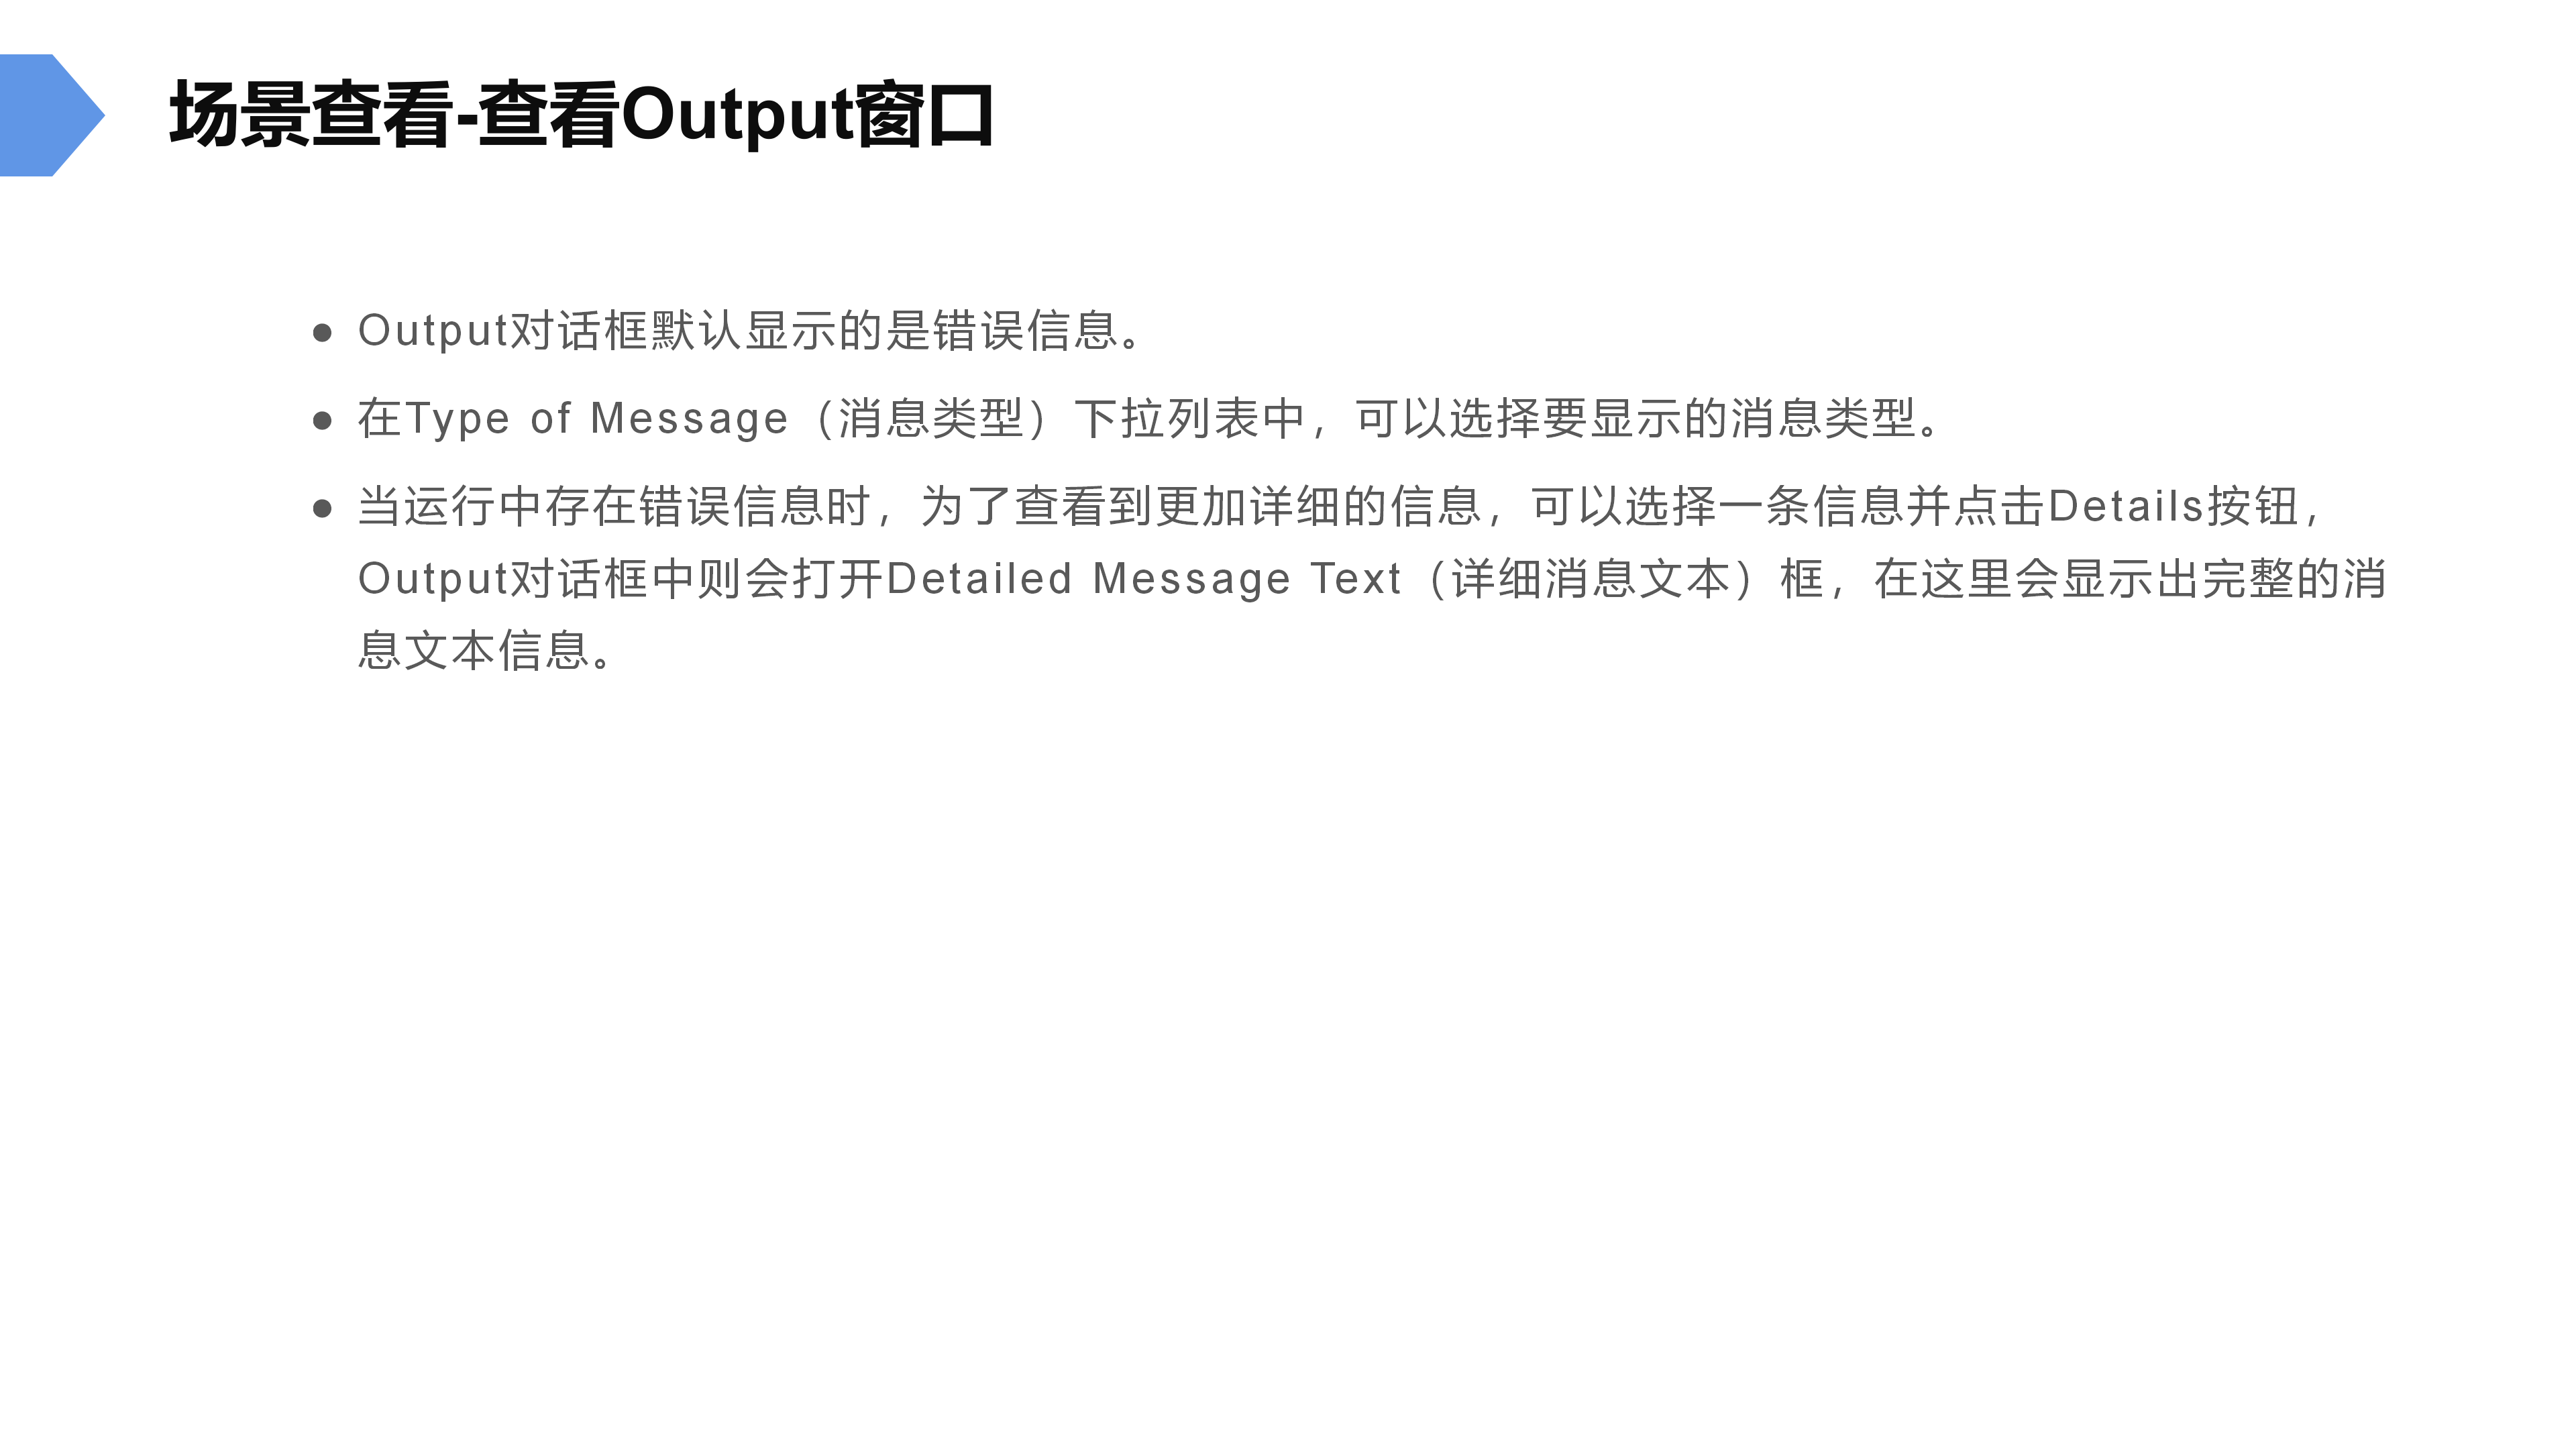 场景查看-查看Output窗口
● Output对话框默认显示的是错误信息。
● 在Type of Message（消息类型）下拉列表中，可以选择要显示的消息类型。
● 当运行中存在错误信息时，为了查看到更加详细的信息，可以选择一条信息并点击Details按钮，
Output对话框中则会打开Detailed Message Text（详细消息文本）框，在这里会显示出完整的消
息文本信息。